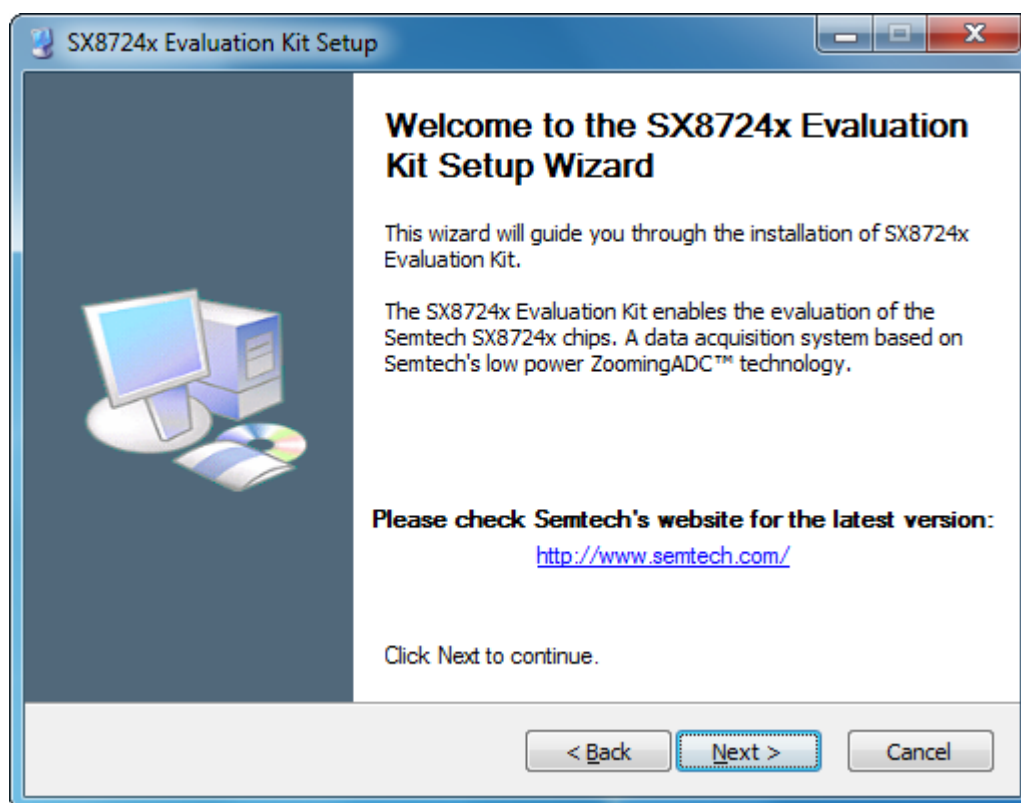 SX8724x Evaluation Kit Setup
Welcome to the SX8724x Evaluation
Kit Setup Wizard
This wizard will guide you through the installation of SX8724x
Evaluation Kit.
The SX8724x Evaluation Kit enables the evaluation of the
Semtech SX8724x chips. A data acquisition system based on
Semtech's low power ZoomingADC™ technology.
Please check Semtech's website for the latest version:
http://www.semtech.com/
Click Next to continue.
< Back
Next >
Cancel